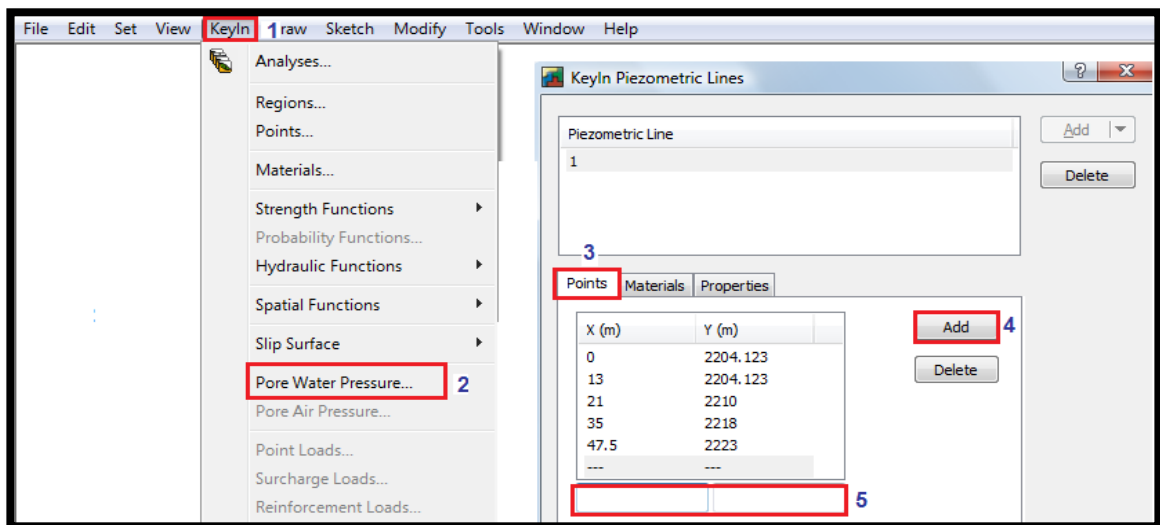 File Edit Set View KeyIn 1 raw Sketch Modify Tools Window Help
Analyses...
Regions...
Points...
Materials...
Strength Functions
Probability Functions...
Hydraulic Functions
Spatial Functions
Slip Surface
Pore Water Pressure... 2
Pore Air Pressure...
Point Loads...
Surcharge Loads...
Reinforcement Loads...
KeyIn Piezometric Lines ? X
Piezometric Line
1
Add
Delete
3
Points Materials Properties
X (m) Y (m)
0 2204.123
13 2204.123
21 2210
35 2218
47.5 2223
--- ---
Add 4
Delete
5